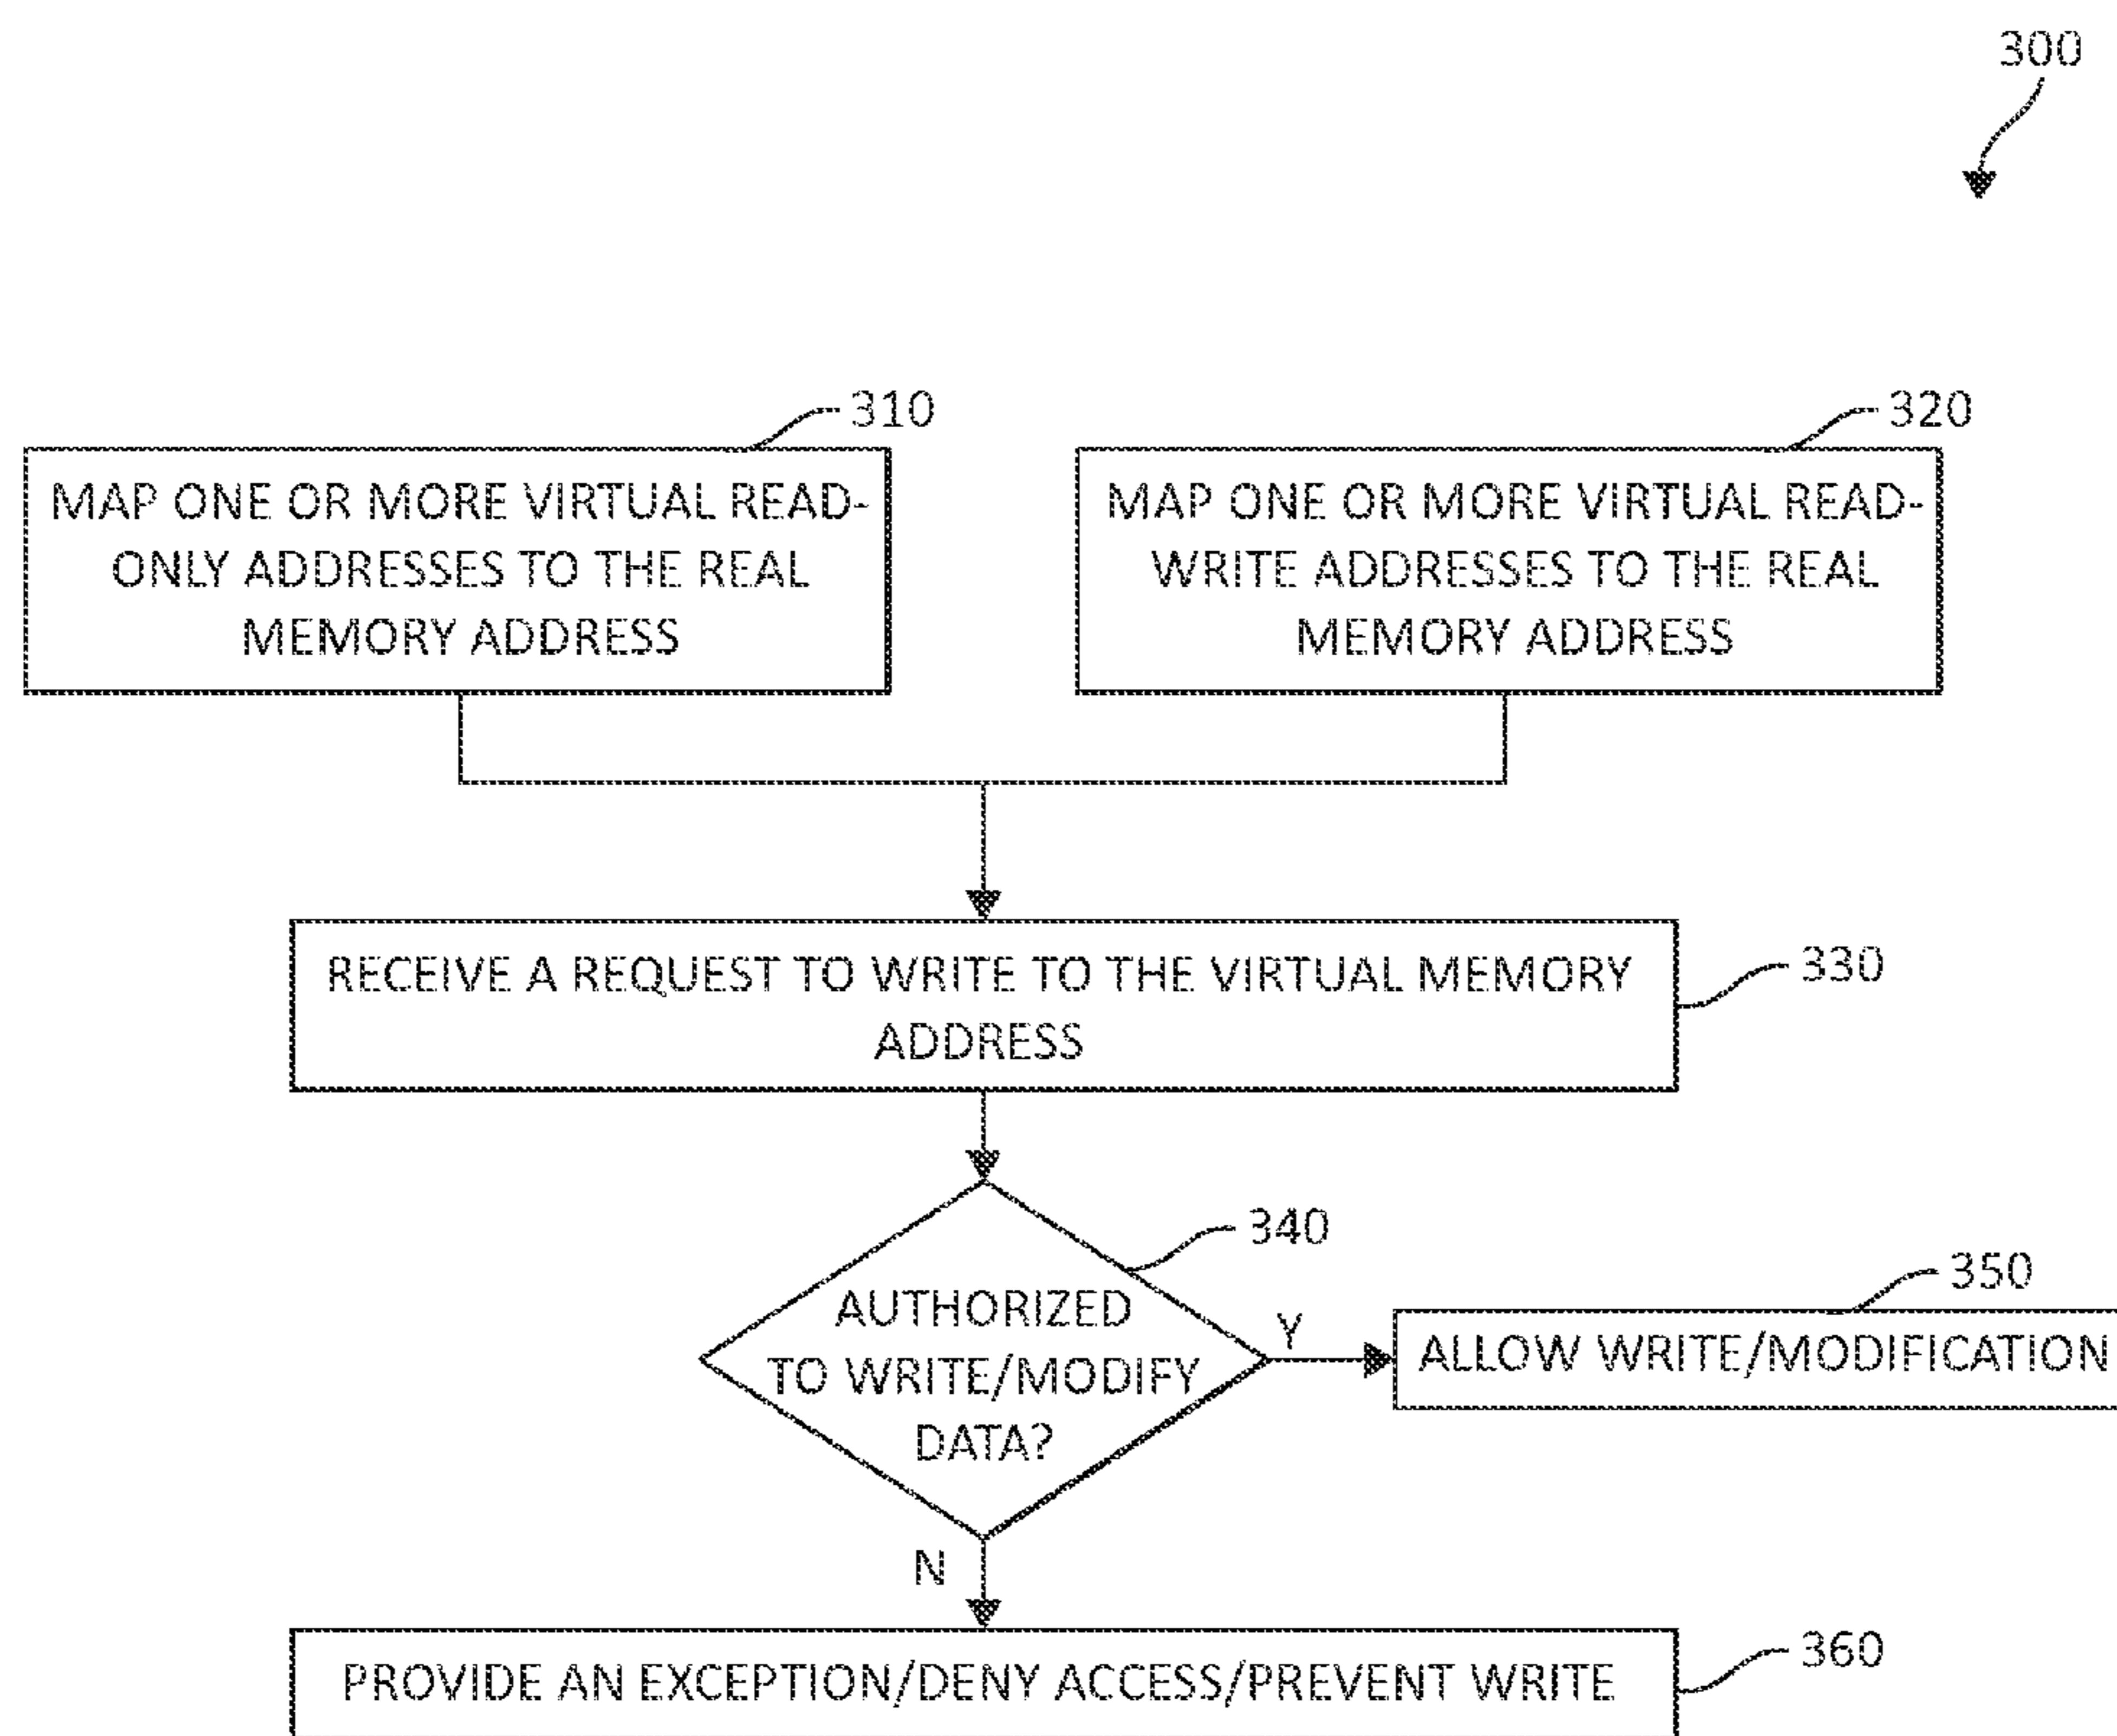 300
310
320
MAP ONE OR MORE VIRTUAL READ-
ONLY ADDRESSES TO THE REAL
MEMORY ADDRESS
MAP ONE OR MORE VIRTUAL READ-
WRITE ADDRESSES TO THE REAL
MEMORY ADDRESS
RECEIVE A REQUEST TO WRITE TO THE VIRTUAL MEMORY
ADDRESS
330
340
AUTHORIZED
TO WRITE/MODIFY
DATA?
Y
350
ALLOW WRITE/MODIFICATION
N
PROVIDE AN EXCEPTION/DENY ACCESS/PREVENT WRITE
360